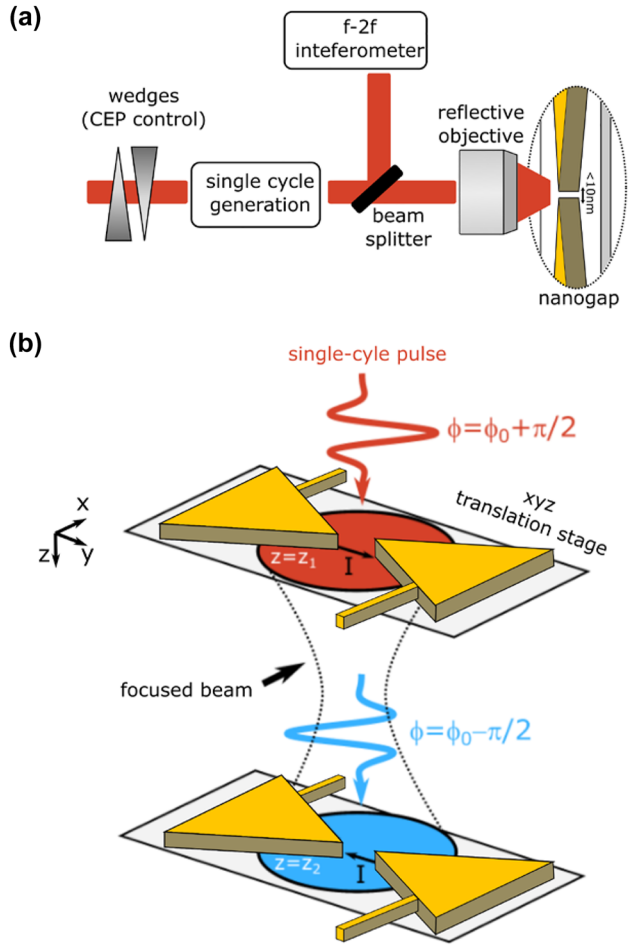 (a)
f-2f
inteferometer
wedges
(CEP control)
reflective
objective
single cycle
generation
beam
splitter
<10nm
nanogap
(b)
single-cyle pulse
ϕ=ϕ₀+π/2
xyz
translation stage
x
y
z
z=z₁
I
focused beam
ϕ=ϕ₀−π/2
z=z₂
I